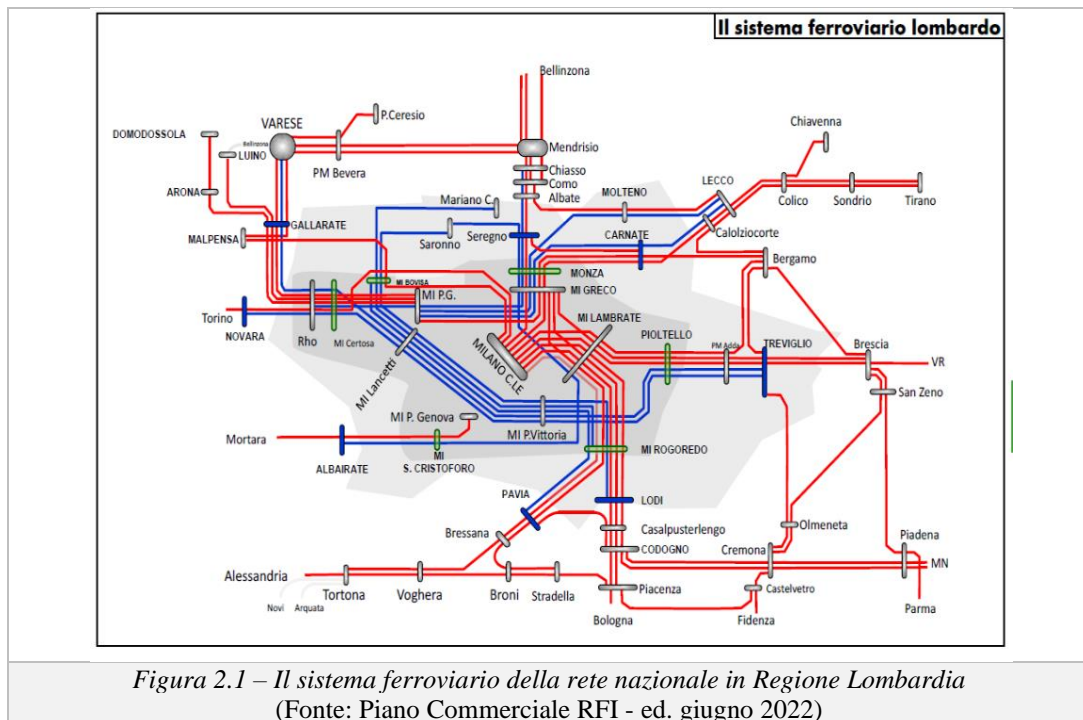 Il sistema ferroviario lombardo
Bellinzona
P.Ceresio
VARESE
DOMODOSSOLA
Chiavenna
Bellinzona
LUINO
Mendrisio
PM Bevera
Chiasso
Como
Albate
LECCO
MOLTENO
Colico
Sondrio
Tirano
ARONA
Mariano C.
GALLARATE
Seregno
CARNATE
Calolziocorte
MALPENSA
Saronno
Bergamo
MI BOVISA
MONZA
MI P.G.
MI GRECO
Torino
NOVARA
Rho
MI Certosa
MI LAMBRATE
PIOLTELLO
PM Adda
TREVIGLIO
Brescia
VR
MILANO C.LE
MI Lancetti
San Zeno
MI P. Genova
Mortara
MI P.Vittoria
MI ROGOREDO
ALBAIRATE
MI
S. CRISTOFORO
PAVIA
LODI
Bressana
Casalpusterlengo
CODOGNO
Olmeneta
Cremona
Piadena
MN
Alessandria
Tortona
Voghera
Broni
Stradella
Piacenza
Castelvetro
Novi
Arquata
Bologna
Fidenza
Parma
Figura 2.1 – Il sistema ferroviario della rete nazionale in Regione Lombardia
(Fonte: Piano Commerciale RFI - ed. giugno 2022)